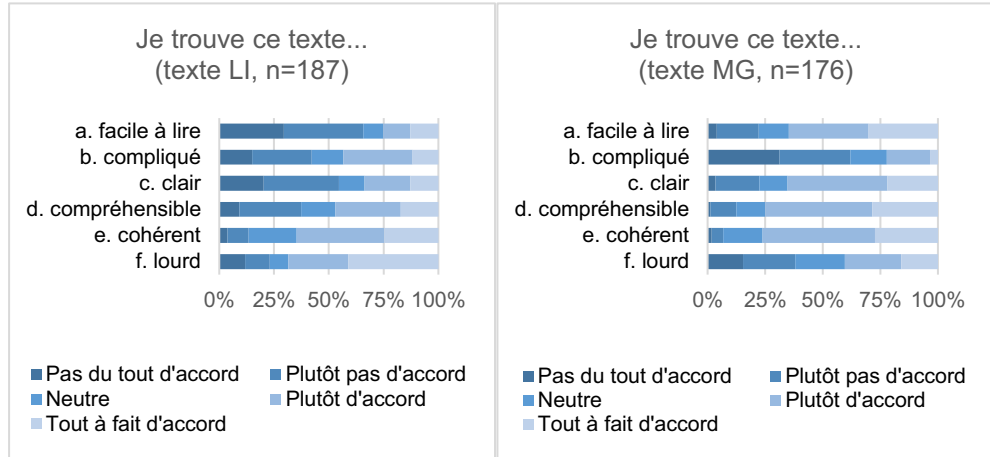 Je trouve ce texte...
(texte LI, n=187)
a. facile à lire
b. compliqué
c. clair
d. compréhensible
e. cohérent
f. lourd
0% 25% 50% 75% 100%
Pas du tout d'accord Plutôt pas d'accord
Neutre Plutôt d'accord
Tout à fait d'accord
Je trouve ce texte...
(texte MG, n=176)
a. facile à lire
b. compliqué
c. clair
d. compréhensible
e. cohérent
f. lourd
0% 25% 50% 75% 100%
Pas du tout d'accord Plutôt pas d'accord
Neutre Plutôt d'accord
Tout à fait d'accord